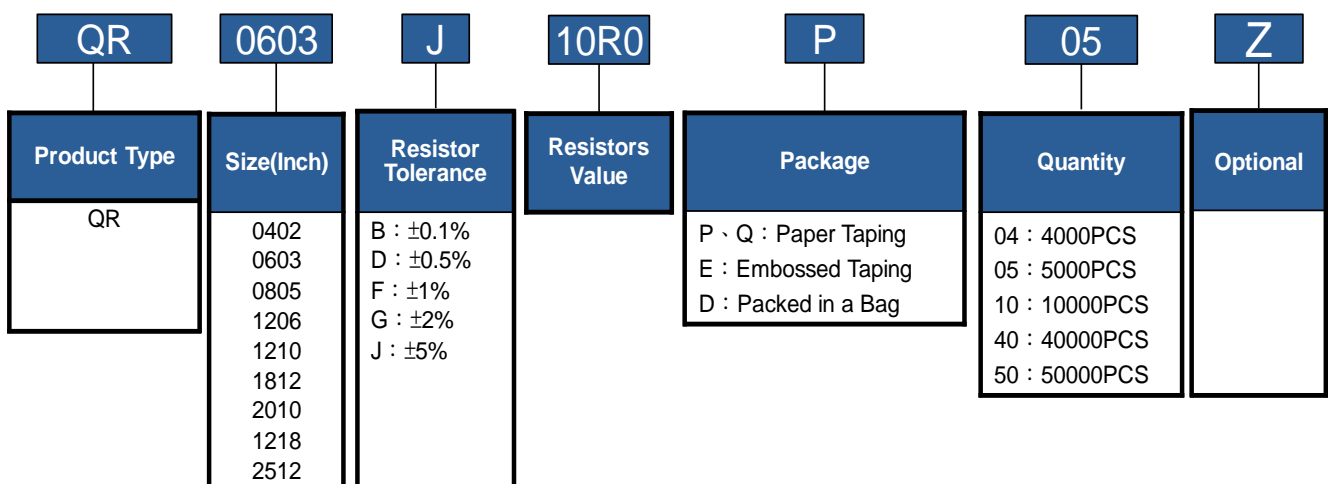 QR 0603 J 10R0 P 05 Z
Product Type
Size(Inch)
Resistor
Tolerance
Resistors
Value
Package
Quantity
Optional
QR
0402
0603
0805
1206
1210
1812
2010
1218
2512
B：±0.1%
D：±0.5%
F：±1%
G：±2%
J：±5%
P、Q：Paper Taping
E：Embossed Taping
D：Packed in a Bag
04：4000PCS
05：5000PCS
10：10000PCS
40：40000PCS
50：50000PCS